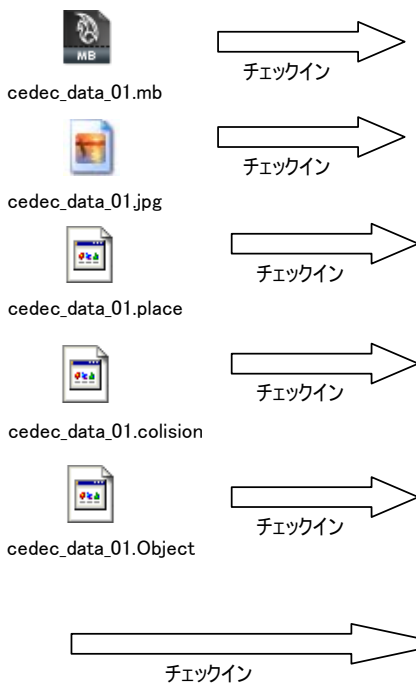 MB
チェックイン
cedec_data_01.mb
チェックイン
cedec_data_01.jpg
チェックイン
cedec_data_01.place
チェックイン
cedec_data_01.colision
チェックイン
cedec_data_01.Object
チェックイン